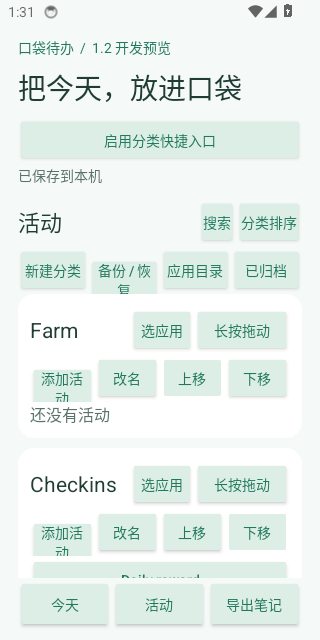 1:31
口袋待办 / 1.2 开发预览
把今天，放进口袋
启用分类快捷入口
已保存到本机
活动
搜索
分类排序
新建分类
备份 / 恢
复
应用目录
已归档
Farm
选应用
长按拖动
添加活
动
改名
上移
下移
还没有活动
Checkins
选应用
长按拖动
添加活
动
改名
上移
下移
Daily reward
今天
活动
导出笔记